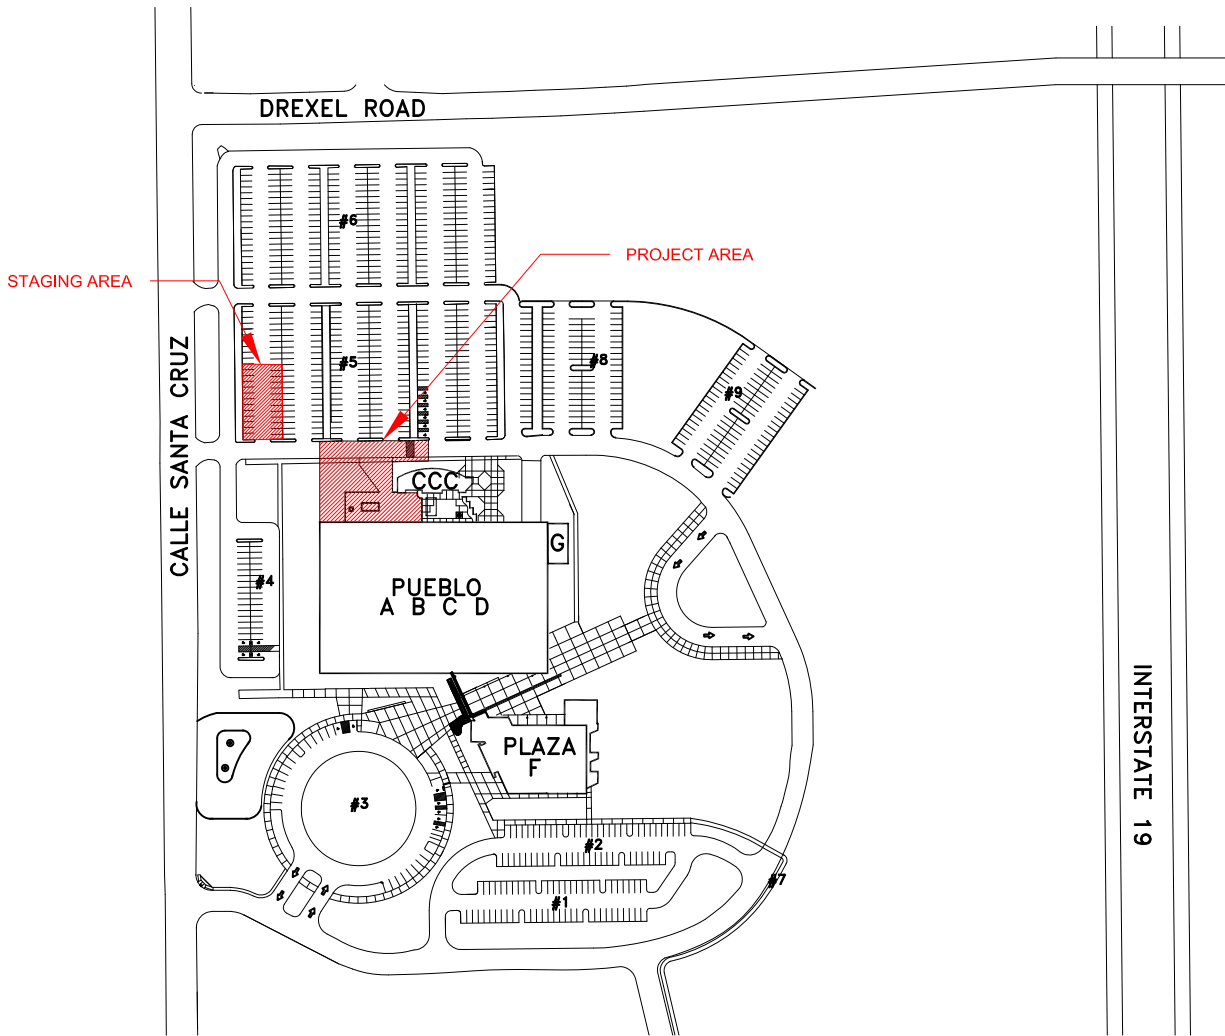 DREXEL ROAD
#6
PROJECT AREA
STAGING AREA
CALLE SANTA CRUZ
#5
#8
#9
CCC
G
#4
PUEBLO
A B C D
INTERSTATE 19
PLAZA
F
#3
#2
#7
#1